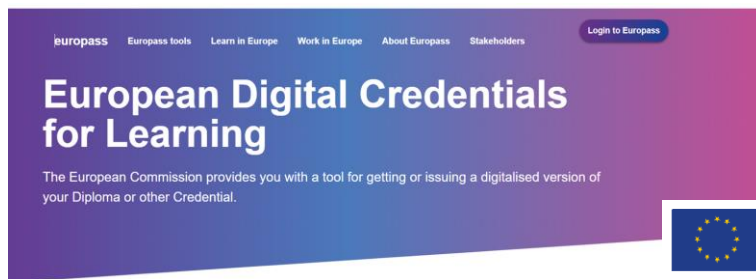 europass Europass tools Learn in Europe Work in Europe About Europass Stakeholders Login to Europass
European Digital Credentials
for Learning
The European Commission provides you with a tool for getting or issuing a digitalised version of
your Diploma or other Credential.